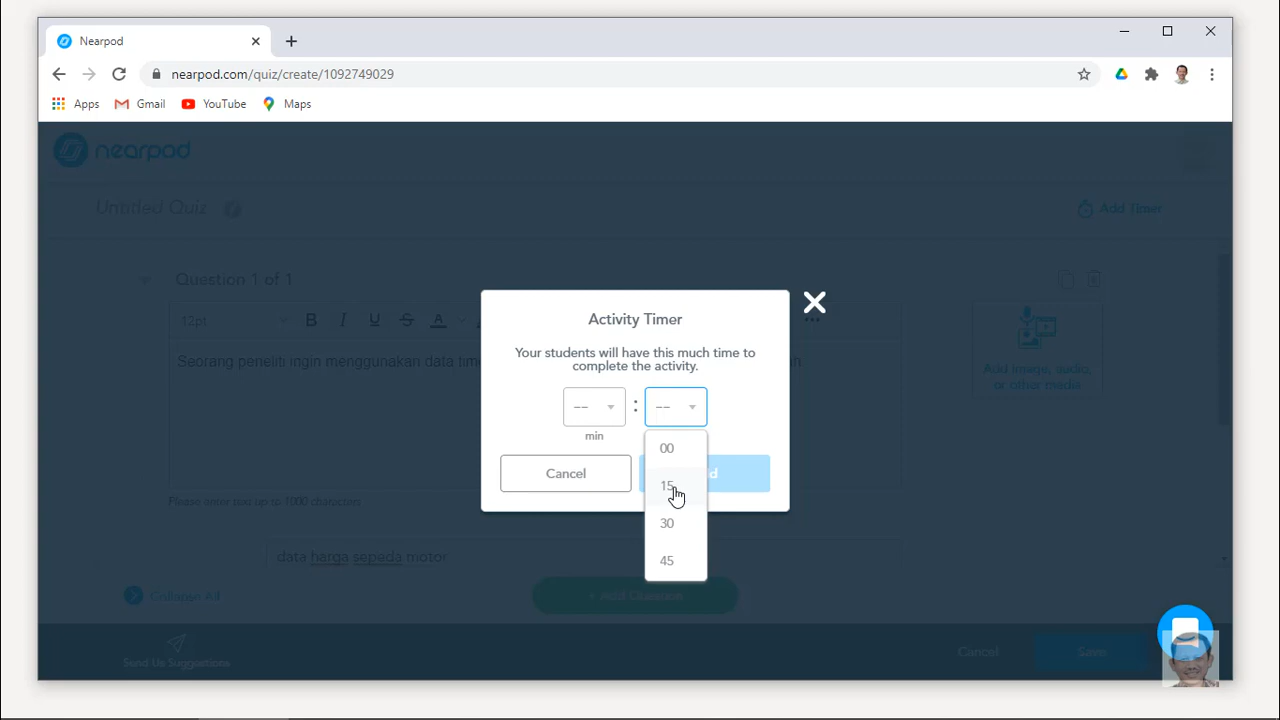 Nearpod
nearpod.com/quiz/create/1092749029
Apps
Gmail
YouTube
Maps
nearpod
Untitled Quiz
Add Timer
Question 1 of 1
12pt
B I U S A
Seorang peneliti ingin menggunakan data time
Add image, audio,
or other media
Activity Timer
Your students will have this much time to
complete the activity.
-- : --
min
00
15
30
45
Cancel
Please enter pag up to 1000 characters
data harga sepeda motor
Collapse All
+ Add Question
Send Us Suggestions
Cancel
Save